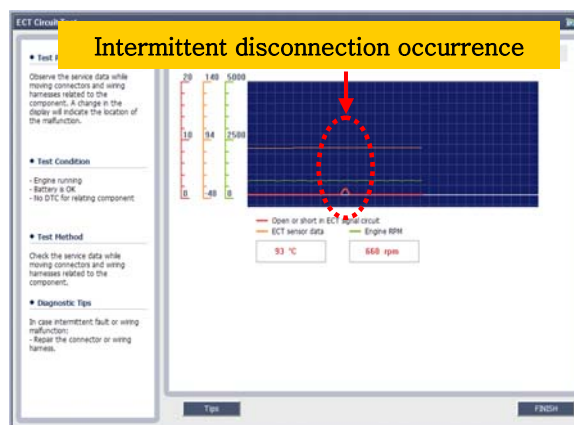 ECT Circuit Test
Intermittent disconnection occurrence
• Test
Observe the service data while
moving connectors and wiring
harnesses related to the
component. A change in the
display will indicate the location of
the malfunction.
• Test Condition
- Engine running
- Battery is OK
- No DTC for relating component
• Test Method
Check the service data while
moving connectors and wiring
harnesses related to the
component.
• Diagnostic Tips
In case intermittent fault or wiring
malfunction:
- Repair the connector or wiring
harness.
20 140 5000
10 94 2500
0 -40 0
Open or short in ECT signal circuit
ECT sensor data Engine RPM
93 °C 660 rpm
Tips FINISH